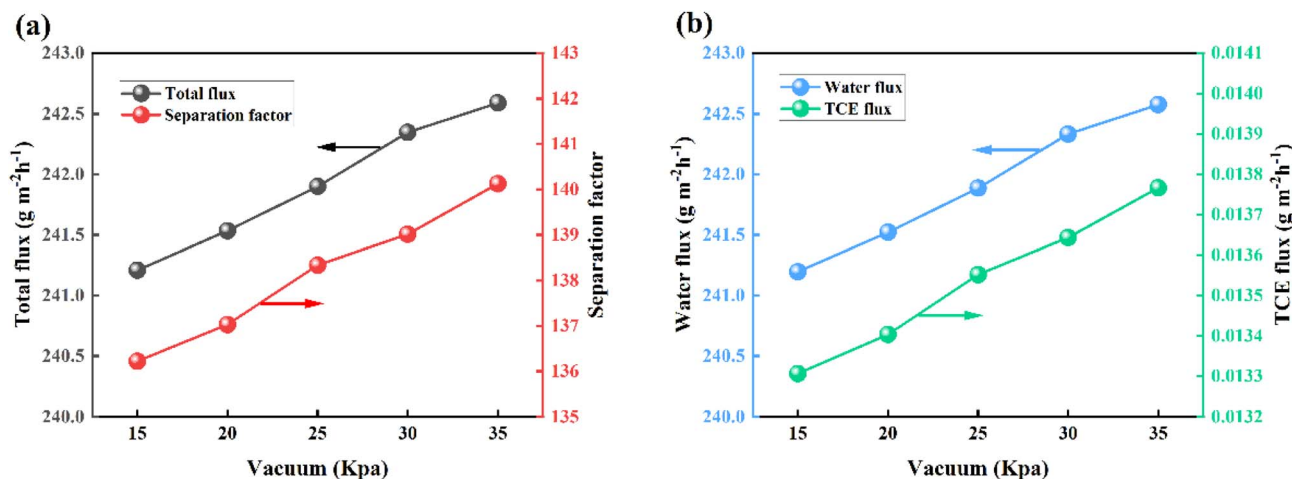 (a)
Total flux (g m⁻²h⁻¹)
243.0
242.5
242.0
241.5
241.0
240.5
240.0
Total flux
Separation factor
143
142
141
140
139
138
137
136
135
Separation factor
15 20 25 30 35
Vacuum (Kpa)
(b)
Water flux (g m⁻²h⁻¹)
243.0
242.5
242.0
241.5
241.0
240.5
240.0
Water flux
TCE flux
0.0141
0.0140
0.0139
0.0138
0.0137
0.0136
0.0135
0.0134
0.0133
0.0132
TCE flux (g m⁻²h⁻¹)
15 20 25 30 35
Vacuum (Kpa)